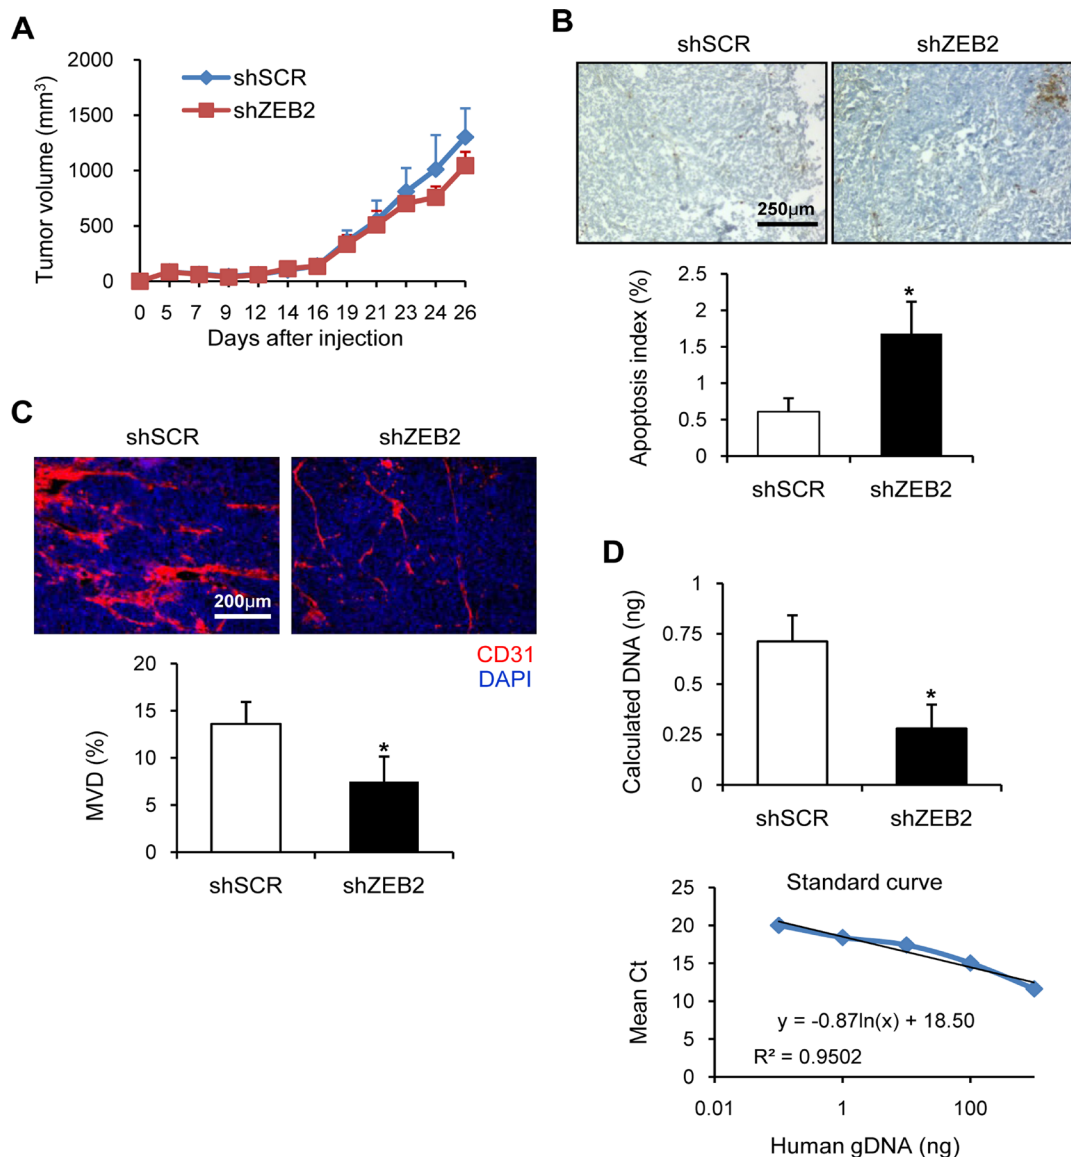 A
2000
1500
1000
500
0
Tumor volume (mm³)
shSCR
shZEB2
0 5 7 9 12 14 16 19 21 23 24 26
Days after injection
B
shSCR shZEB2
250μm
2.5
2
1.5
1
0.5
0
Apoptosis index (%)
*
shSCR shZEB2
C
shSCR shZEB2
200μm
CD31
DAPI
20
15
10
5
0
MVD (%)
*
shSCR shZEB2
D
1
0.75
0.5
0.25
0
Calculated DNA (ng)
*
shSCR shZEB2
Standard curve
25
20
15
10
5
0
Mean Ct
y = -0.87ln(x) + 18.50
R² = 0.9502
0.01 1 100
Human gDNA (ng)